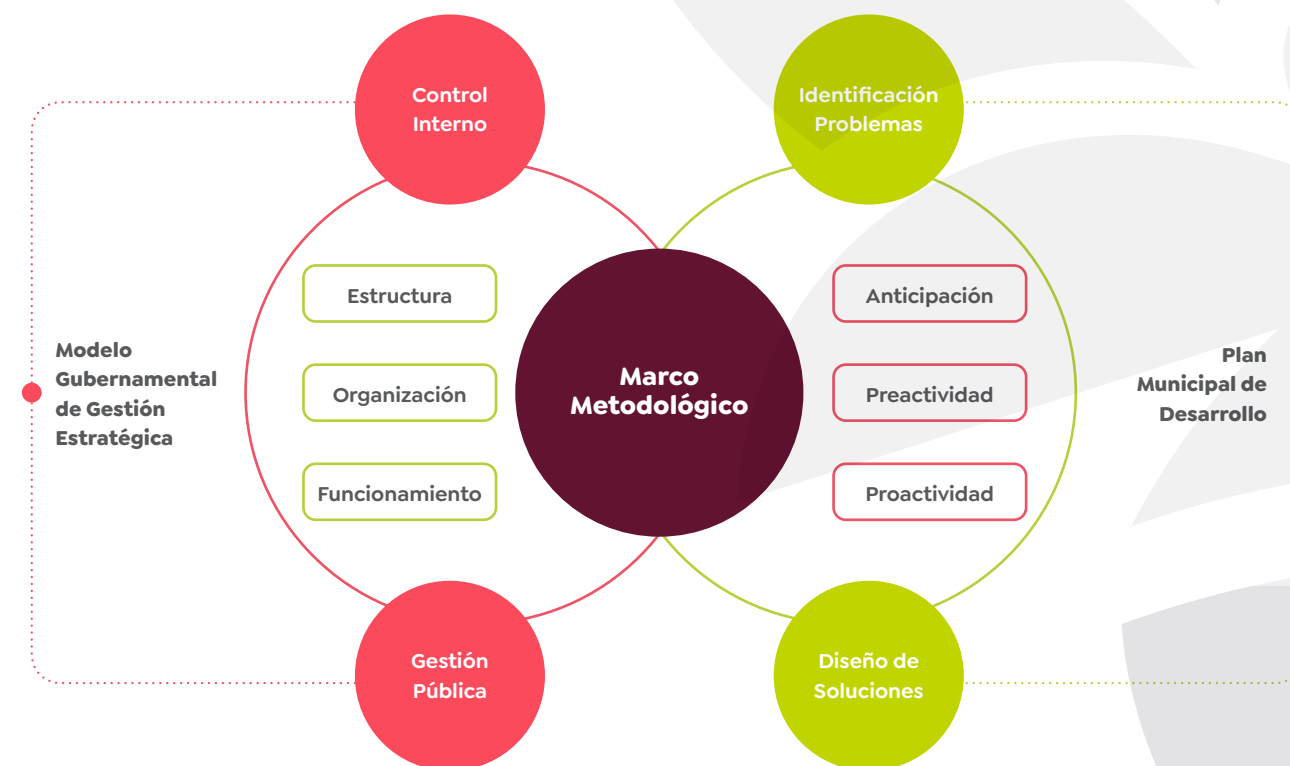 Control
Interno
Identificación
Problemas
Estructura
Organización
Funcionamiento
Modelo
Gubernamental
de Gestión
Estratégica
Marco
Metodológico
Anticipación
Preactividad
Proactividad
Plan
Municipal de
Desarrollo
Gestión
Pública
Diseño de
Soluciones